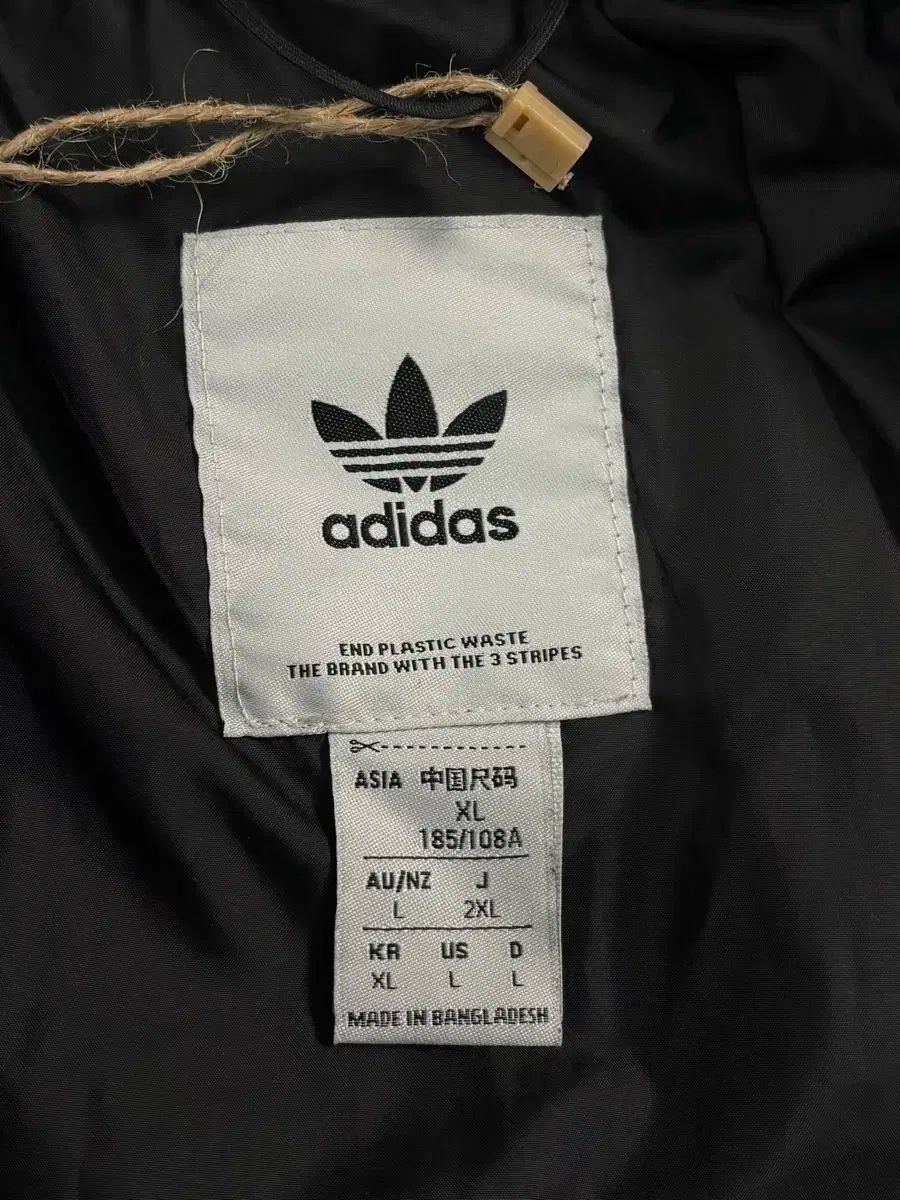 adidas
END PLASTIC WASTE
THE BRAND WITH THE 3 STRIPES
ASIA 中国尺码
XL
185/108A
AU/NZ J
L 2XL
KR US D
XL L L
MADE IN BANGLADESH